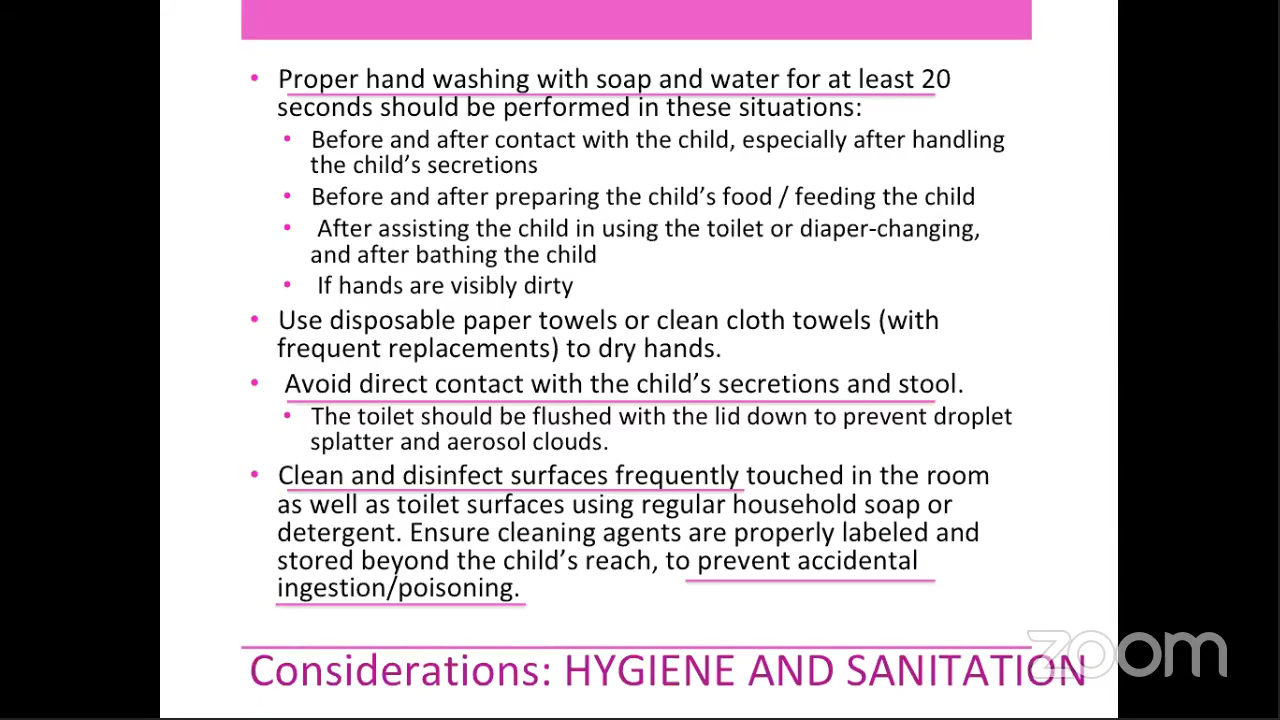 • Proper hand washing with soap and water for at least 20
seconds should be performed in these situations:
• Before and after contact with the child, especially after handling
the child's secretions
• Before and after preparing the child's food / feeding the child
• After assisting the child in using the toilet or diaper-changing,
and after bathing the child
• If hands are visibly dirty
• Use disposable paper towels or clean cloth towels (with
frequent replacements) to dry hands.
• Avoid direct contact with the child's secretions and stool.
• The toilet should be flushed with the lid down to prevent droplet
splatter and aerosol clouds.
• Clean and disinfect surfaces frequently touched in the room
as well as toilet surfaces using regular household soap or
detergent. Ensure cleaning agents are properly labeled and
stored beyond the child's reach, to prevent accidental
ingestion/poisoning.
Considerations: HYGIENE AND SANITATION
zoom